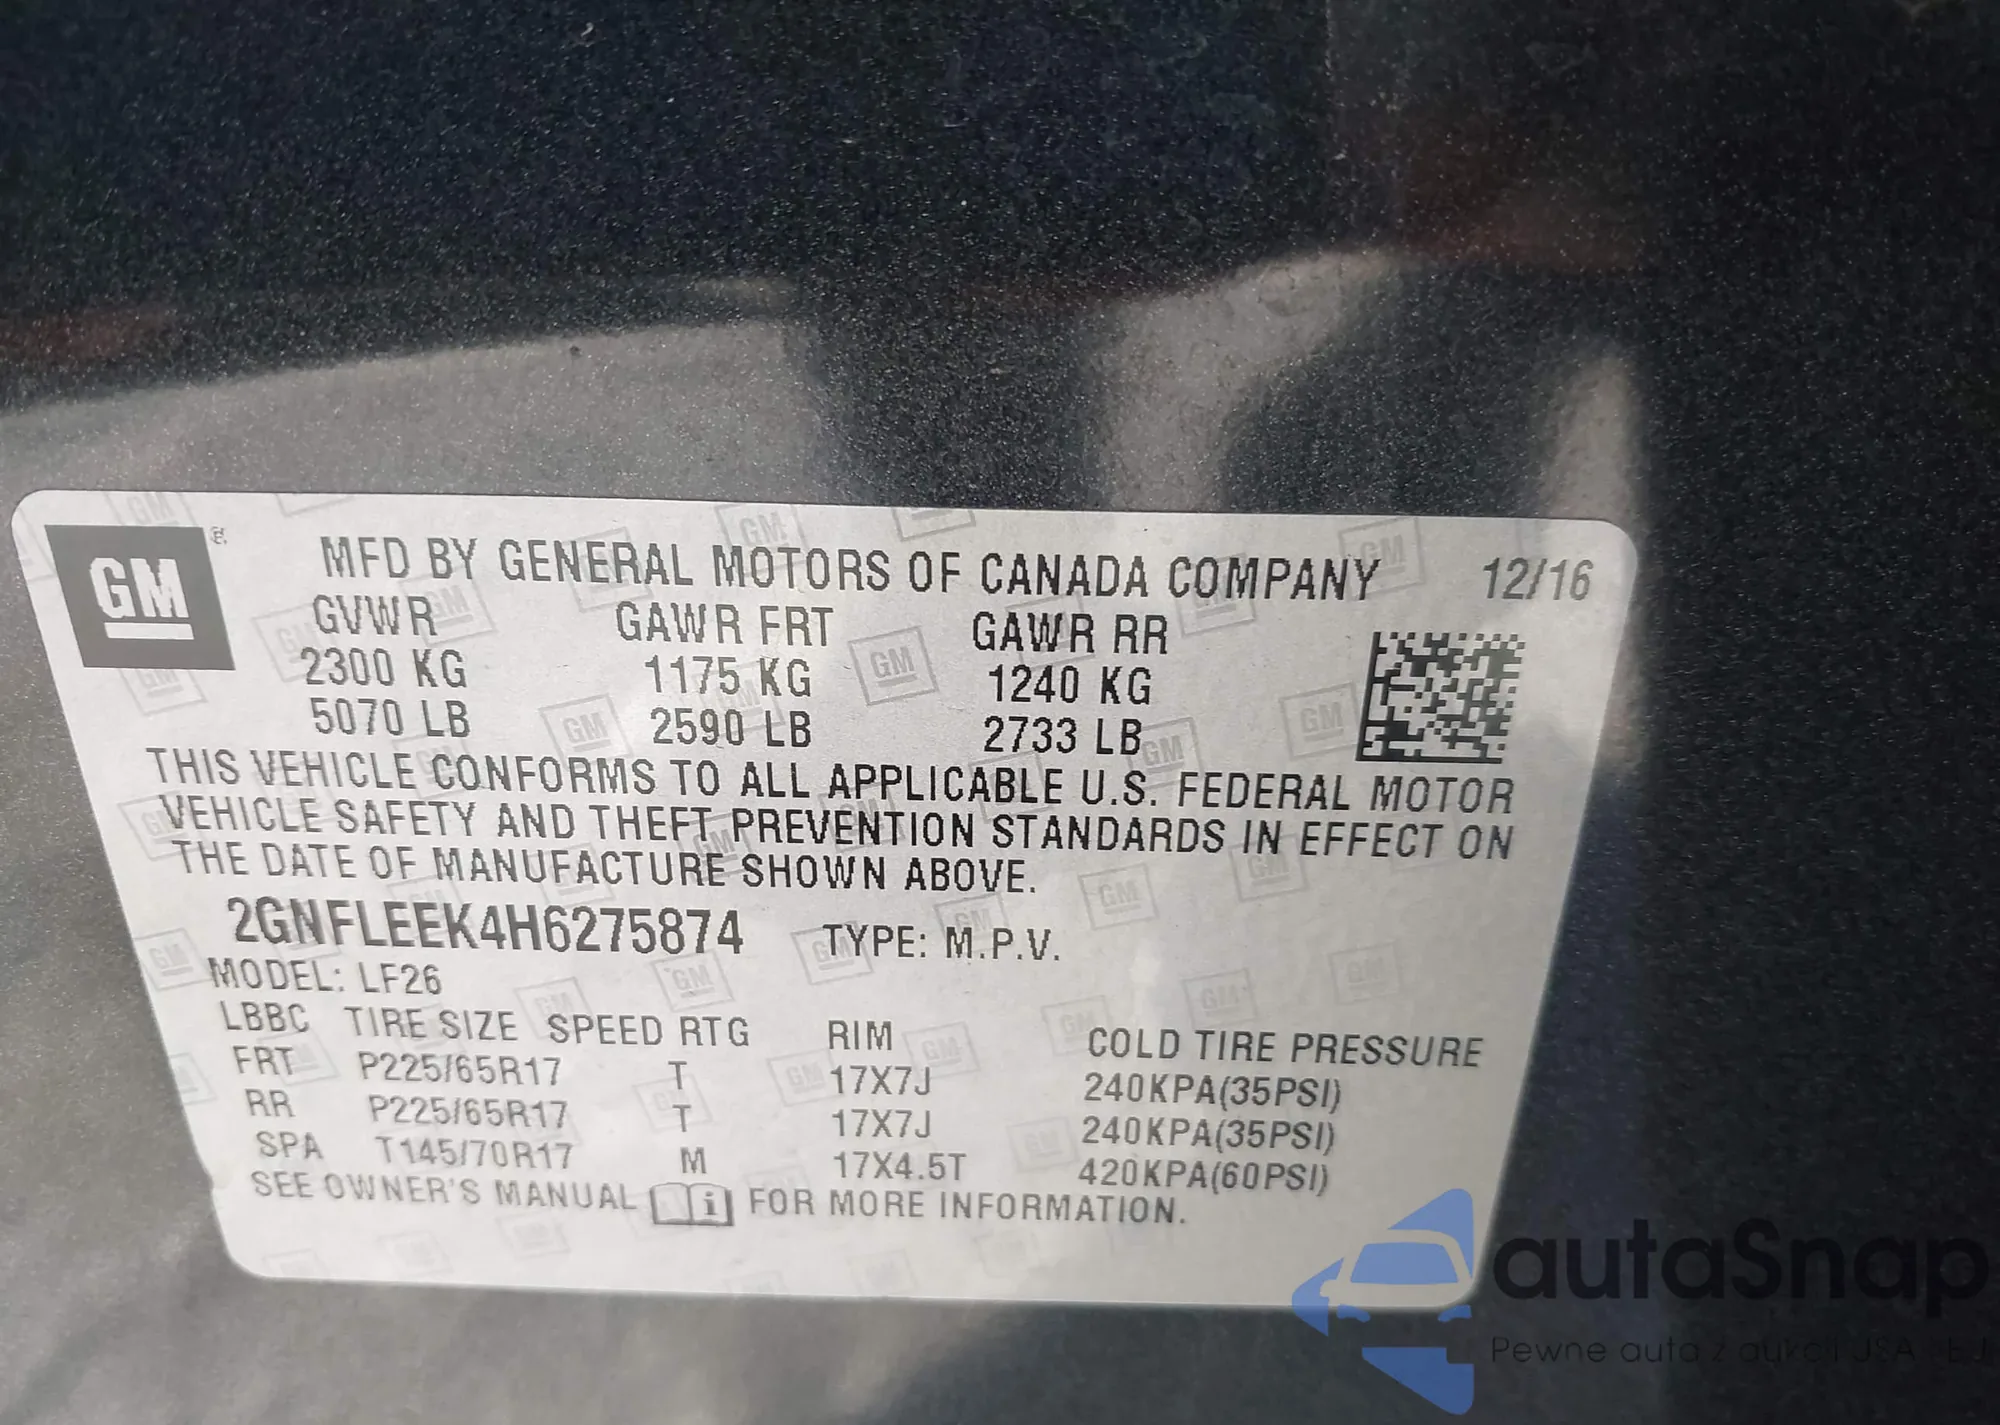 GM
MFD BY GENERAL MOTORS OF CANADA COMPANY 12/16
GVWR GAWR FRT GAWR RR
2300 KG 1175 KG 1240 KG
5070 LB 2590 LB 2733 LB
THIS VEHICLE CONFORMS TO ALL APPLICABLE U.S. FEDERAL MOTOR
VEHICLE SAFETY AND THEFT PREVENTION STANDARDS IN EFFECT ON
THE DATE OF MANUFACTURE SHOWN ABOVE.
2GNFLEEK4H6275874 TYPE: M.P.V.
MODEL: LF26
LBBC TIRE SIZE SPEED RTG RIM COLD TIRE PRESSURE
FRT P225/65R17 T 17X7J 240KPA(35PSI)
RR P225/65R17 T 17X7J 240KPA(35PSI)
SPA T145/70R17 M 17X4.5T 420KPA(60PSI)
SEE OWNER'S MANUAL i FOR MORE INFORMATION.
autaSnap
Pewne auta z aukcji